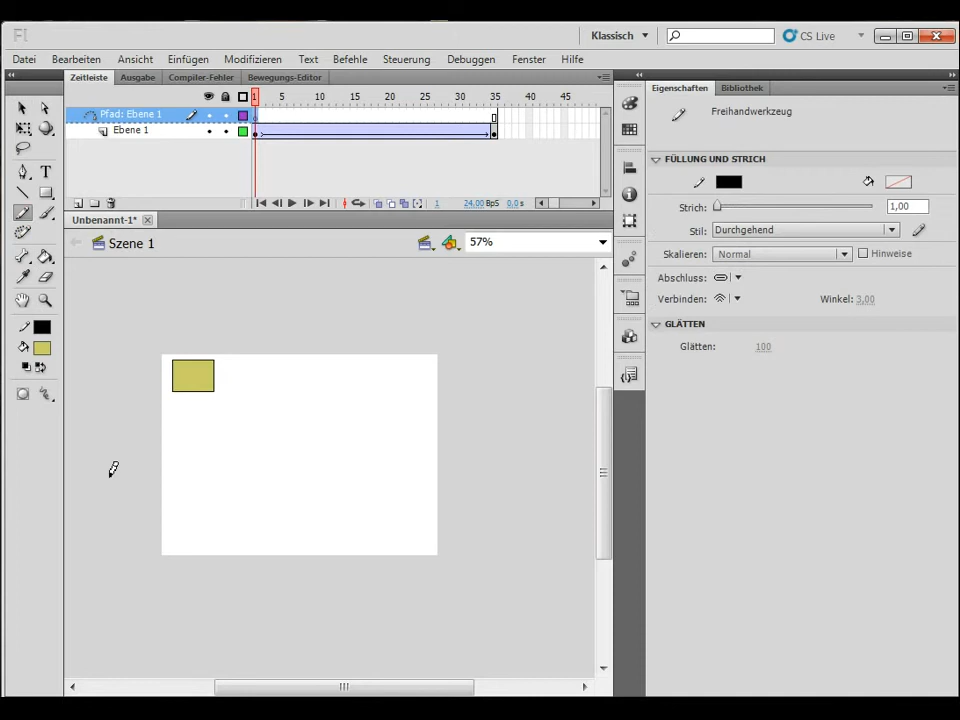 Fl
Klassisch
CS Live
Datei Bearbeiten Ansicht Einfügen Modifizieren Text Befehle Steuerung Debuggen Fenster Hilfe
Zeitleiste Ausgabe Compiler-Fehler Bewegungs-Editor
1 5 10 15 20 25 30 35 40 45
Pfad: Ebene 1
Ebene 1
1 24.00 BpS 0,0 s
Unbenannt-1*
Szene 1
57%
Eigenschaften Bibliothek
Freihandwerkzeug
FÜLLUNG UND STRICH
Strich: 1,00
Stil: Durchgehend
Skalieren: Normal Hinweise
Abschluss:
Verbinden: Winkel: 3,00
GLÄTTEN
Glätten: 100
T